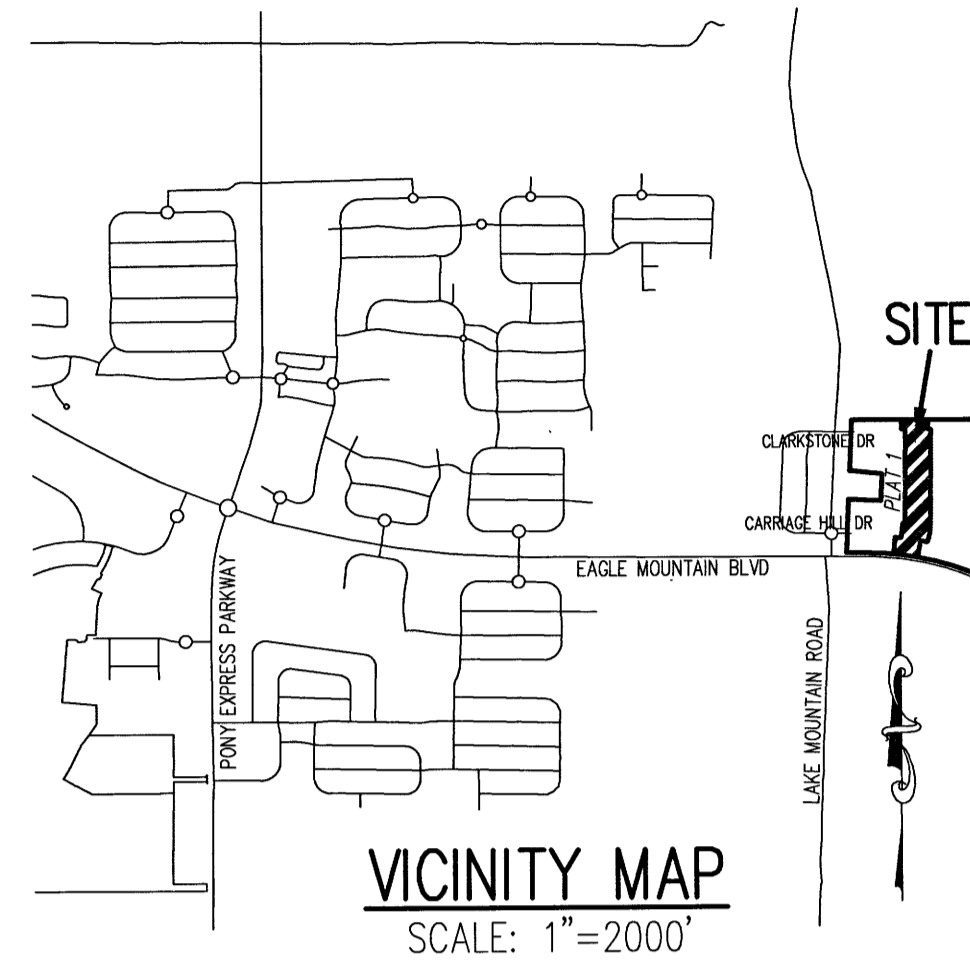 SITE
CLARKSTONE DR
PLAT 1
CARRIAGE HILL DR
EAGLE MOUNTAIN BLVD
PONY EXPRESS PARKWAY
LAKE MOUNTAIN ROAD
VICINITY MAP
SCALE: 1"=2000'